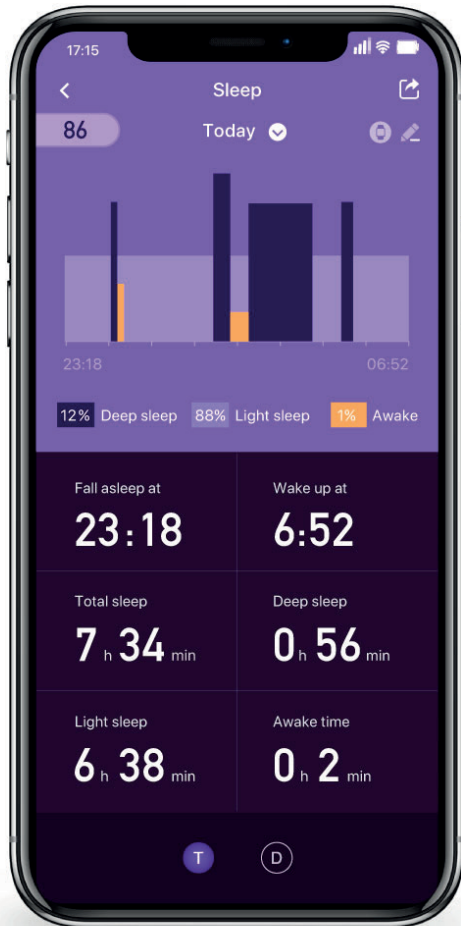 17:15
Sleep
86
Today
23:18 06:52
12% Deep sleep 88% Light sleep 1% Awake
Fall asleep at Wake up at
23:18 6:52
Total sleep Deep sleep
7 h 34 min 0 h 56 min
Light sleep Awake time
6 h 38 min 0 h 2 min
T D